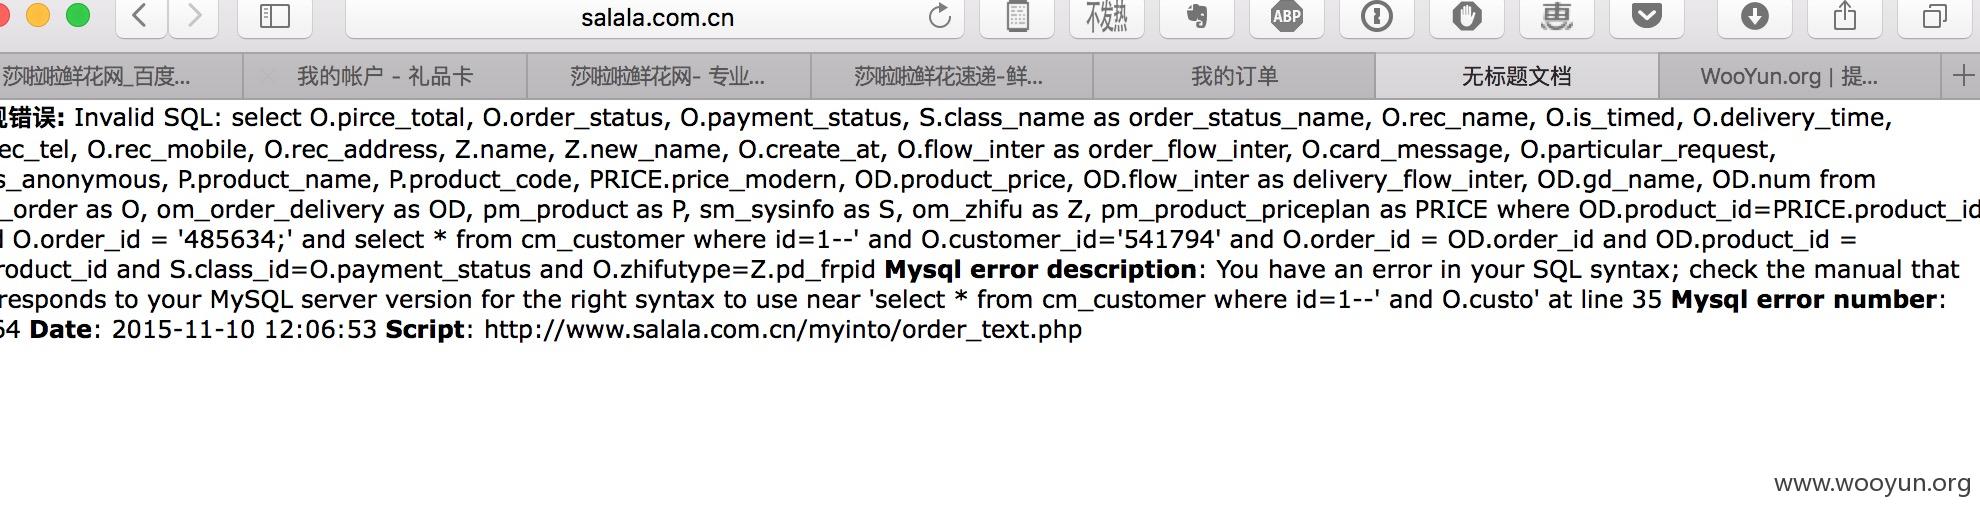 salala.com.cn
不发热
ABP
惠
莎啦啦鲜花网_百度...
我的帐户 - 礼品卡
莎啦啦鲜花网- 专业...
莎啦啦鲜花速递-鲜...
我的订单
无标题文档
WooYun.org | 提...
错误: Invalid SQL: select O.pirce_total, O.order_status, O.payment_status, S.class_name as order_status_name, O.rec_name, O.is_timed, O.delivery_time,
ec_tel, O.rec_mobile, O.rec_address, Z.name, Z.new_name, O.create_at, O.flow_inter as order_flow_inter, O.card_message, O.particular_request,
s_anonymous, P.product_name, P.product_code, PRICE.price_modern, OD.product_price, OD.flow_inter as delivery_flow_inter, OD.gd_name, OD.num from
_order as O, om_order_delivery as OD, pm_product as P, sm_sysinfo as S, om_zhifu as Z, pm_product_priceplan as PRICE where OD.product_id=PRICE.product_id
O.order_id = '485634;' and select * from cm_customer where id=1--' and O.customer_id='541794' and O.order_id = OD.order_id and OD.product_id =
roduct_id and S.class_id=O.payment_status and O.zhifutype=Z.pd_frpid Mysql error description: You have an error in your SQL syntax; check the manual that
responds to your MySQL server version for the right syntax to use near 'select * from cm_customer where id=1--' and O.custo' at line 35 Mysql error number:
64 Date: 2015-11-10 12:06:53 Script: http://www.salala.com.cn/myinto/order_text.php
www.wooyun.org